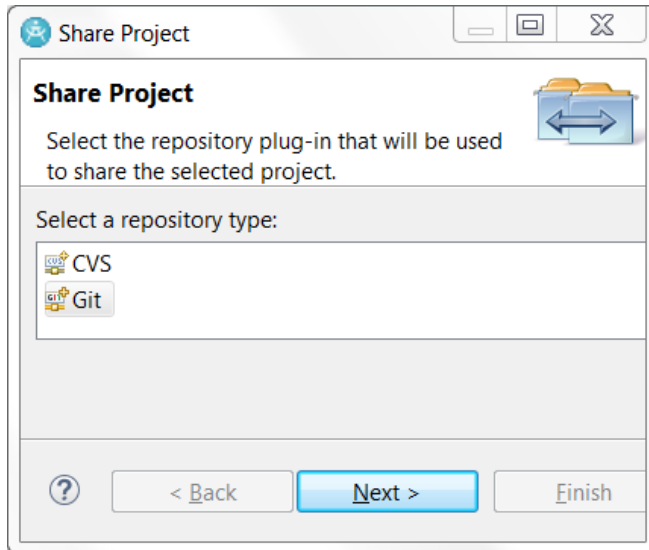 Share Project
Share Project
Select the repository plug-in that will be used
to share the selected project.
Select a repository type:
CVS
Git
? < Back Next > Finish